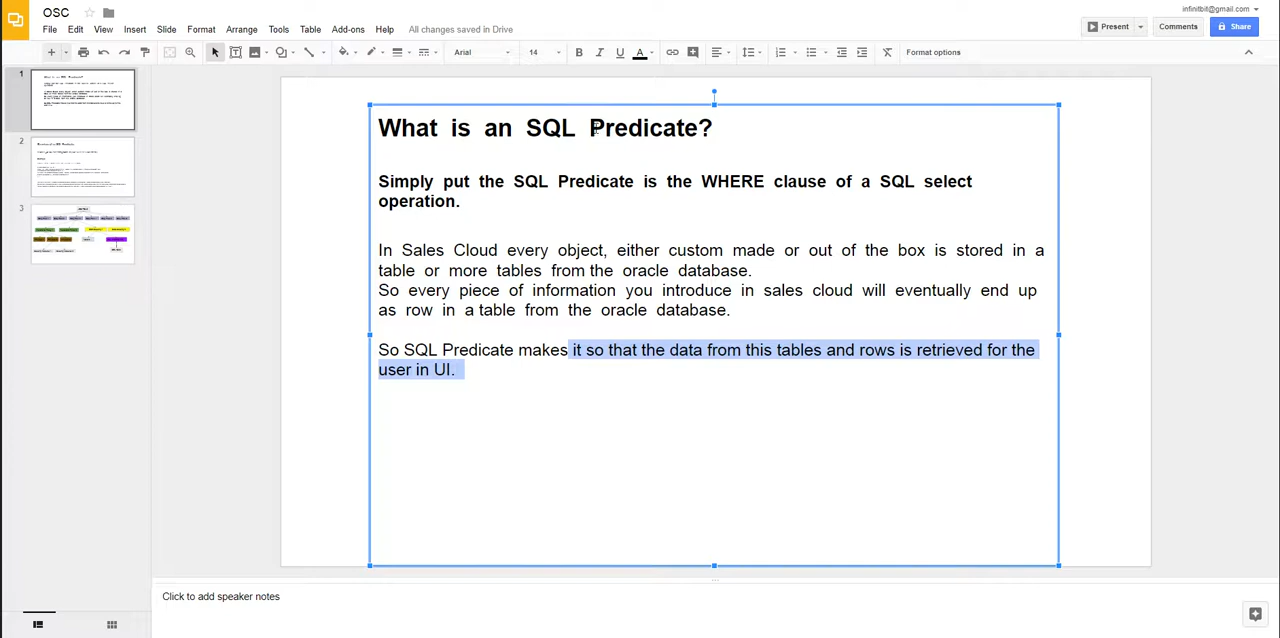 OSC
infinitbit@gmail.com
File Edit View Insert Slide Format Arrange Tools Table Add-ons Help All changes saved in Drive
Present Comments Share
Arial 14 B I U A Format options
1
2
3
What is an SQL Predicate?
Simply put the SQL Predicate is the WHERE clause of a SQL select
operation.
In Sales Cloud every object, either custom made or out of the box is stored in a
table or more tables from the oracle database.
So every piece of information you introduce in sales cloud will eventually end up
as row in a table from the oracle database.
So SQL Predicate makes it so that the data from this tables and rows is retrieved for the
user in UI.
Click to add speaker notes